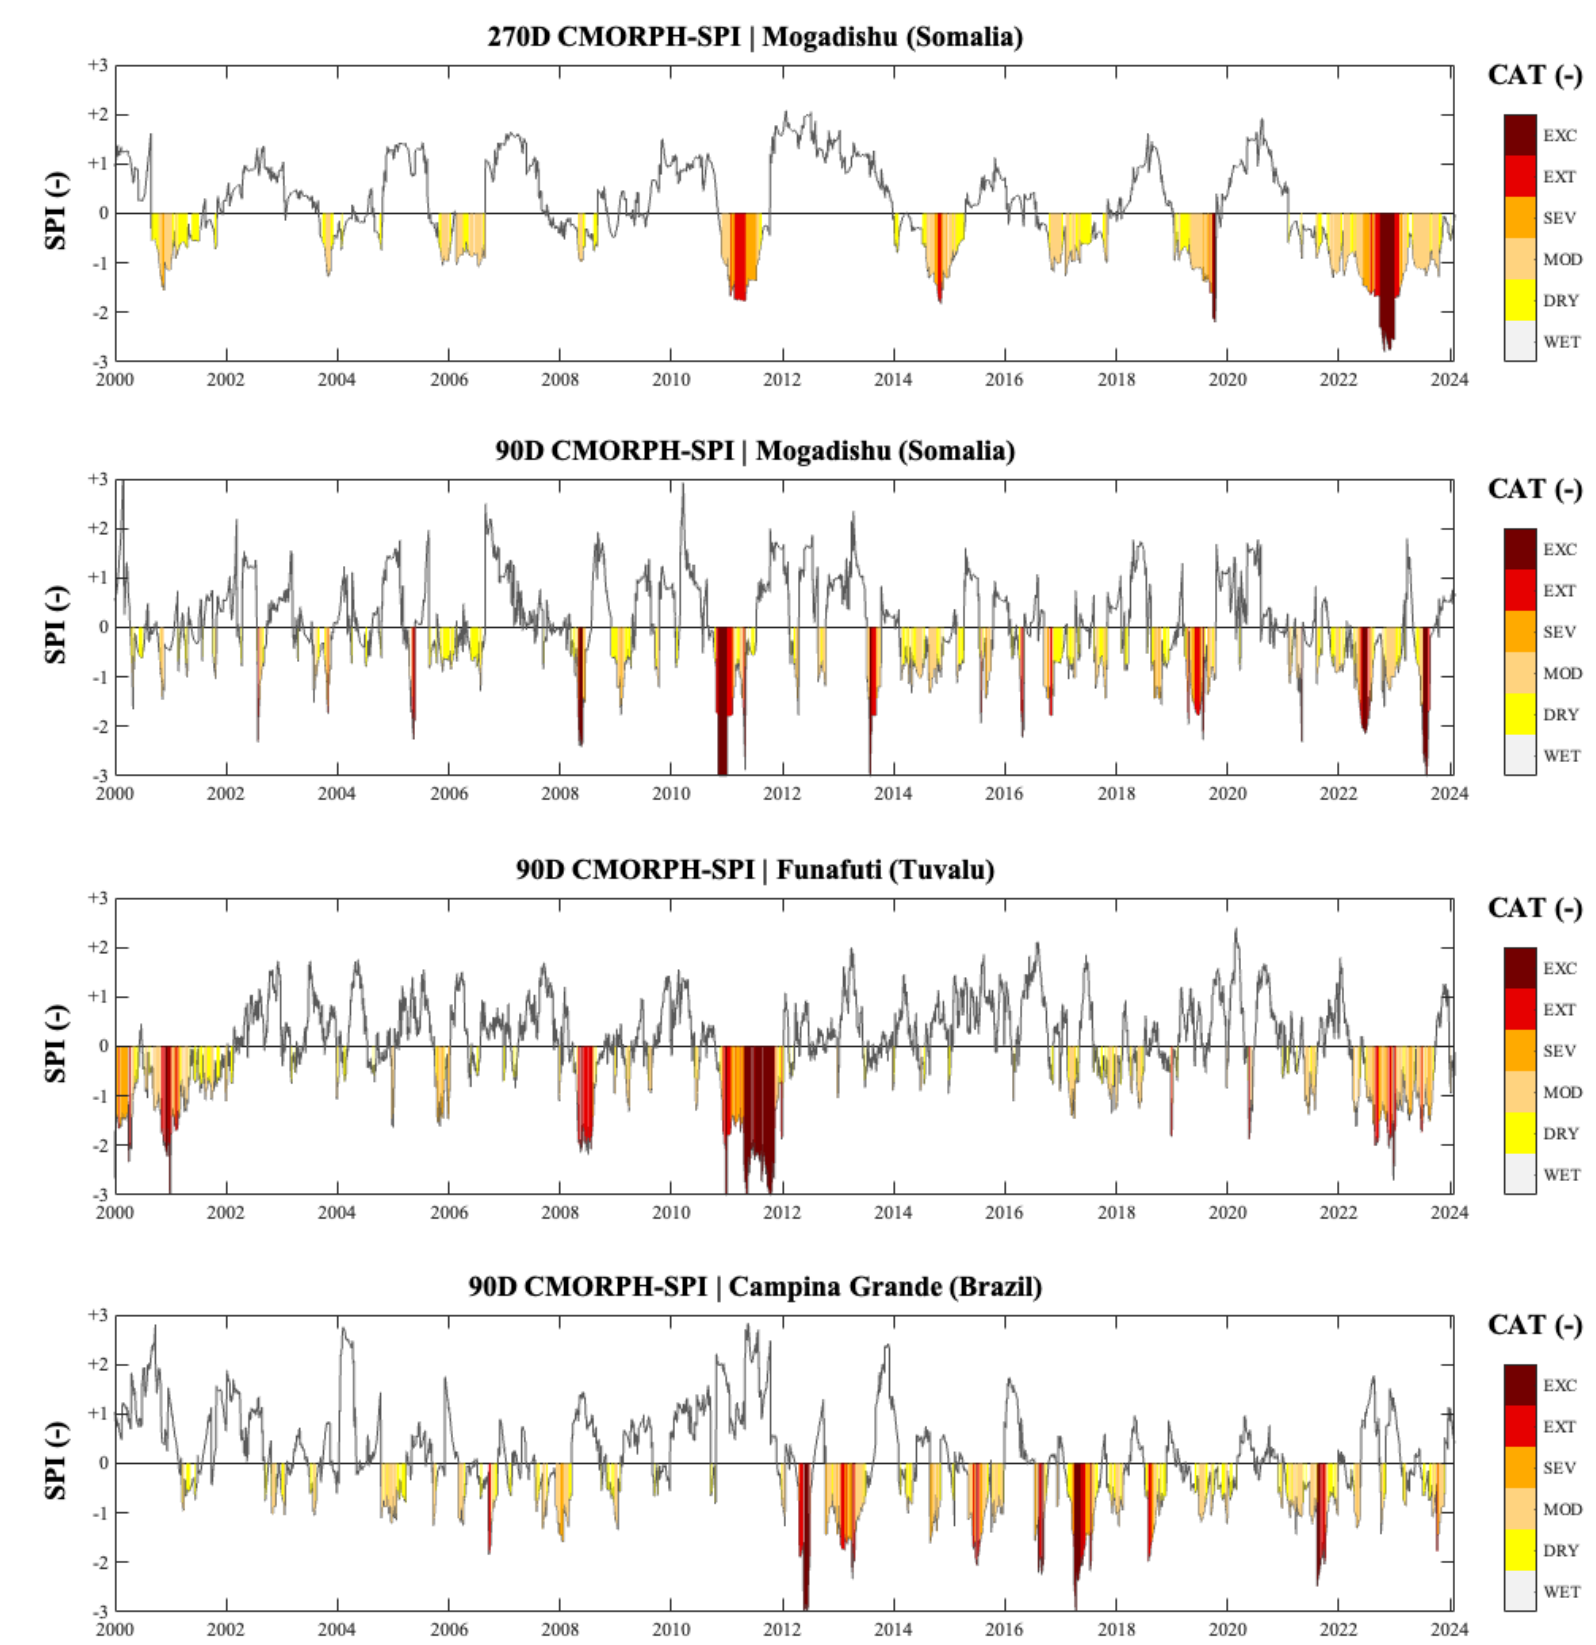 270D CMORPH-SPI | Mogadishu (Somalia)
CAT (-)
SPI (-)
+3
+2
+1
0
-1
-2
-3
2000 2002 2004 2006 2008 2010 2012 2014 2016 2018 2020 2022 2024
EXC
EXT
SEV
MOD
DRY
WET
90D CMORPH-SPI | Mogadishu (Somalia)
CAT (-)
SPI (-)
+3
+2
+1
0
-1
-2
-3
2000 2002 2004 2006 2008 2010 2012 2014 2016 2018 2020 2022 2024
EXC
EXT
SEV
MOD
DRY
WET
90D CMORPH-SPI | Funafuti (Tuvalu)
CAT (-)
SPI (-)
+3
+2
+1
0
-1
-2
-3
2000 2002 2004 2006 2008 2010 2012 2014 2016 2018 2020 2022 2024
EXC
EXT
SEV
MOD
DRY
WET
90D CMORPH-SPI | Campina Grande (Brazil)
CAT (-)
SPI (-)
+3
+2
+1
0
-1
-2
-3
2000 2002 2004 2006 2008 2010 2012 2014 2016 2018 2020 2022 2024
EXC
EXT
SEV
MOD
DRY
WET